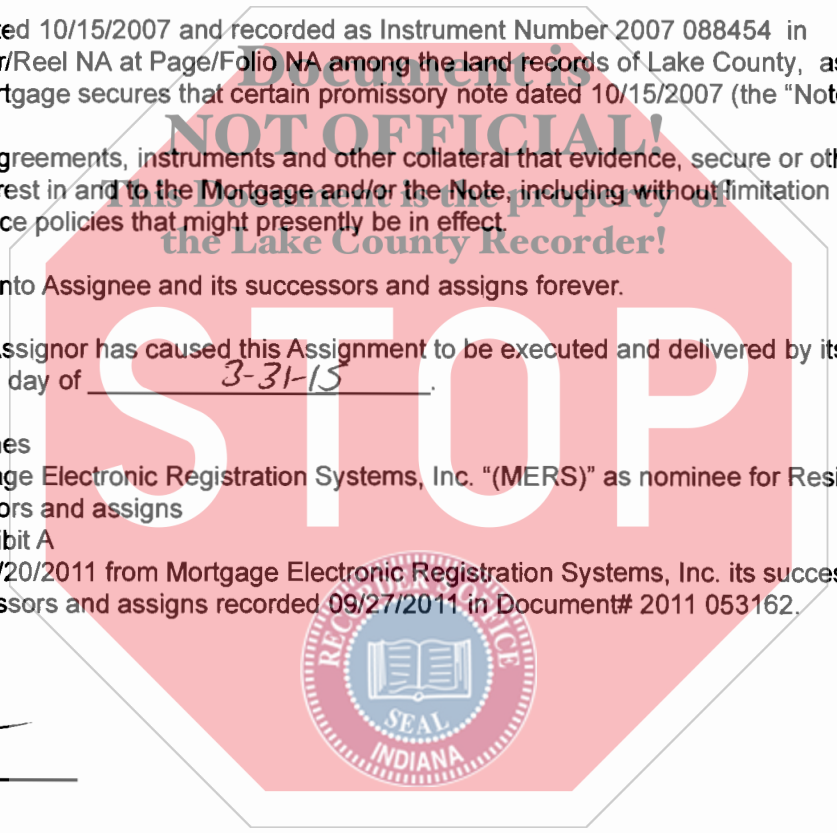 ed 10/15/2007 and recorded as Instrument Number 2007 088454 in
r/Reel NA at Page/Folio NA among the land records of Lake County, as
Document is
rtgage secures that certain promissory note dated 10/15/2007 (the “Not
NOT OFFICIAL!
greements, instruments and other collateral that evidence, secure or oth
rest in and to the Mortgage and/or the Note, including without limitation
This Document is the property of
ce policies that might presently be in effect.
the Lake County Recorder!
nto Assignee and its successors and assigns forever.
ssignor has caused this Assignment to be executed and delivered by its
day of 3-31-15.
STOP
es
ge Electronic Registration Systems, Inc. “(MERS)” as nominee for Resi
ors and assigns
ibit A
/20/2011 from Mortgage Electronic Registration Systems, Inc. its succes
ssors and assigns recorded 09/27/2011 in Document# 2011 053162.
RECORDER'S OFFICE
SEAL
INDIANA